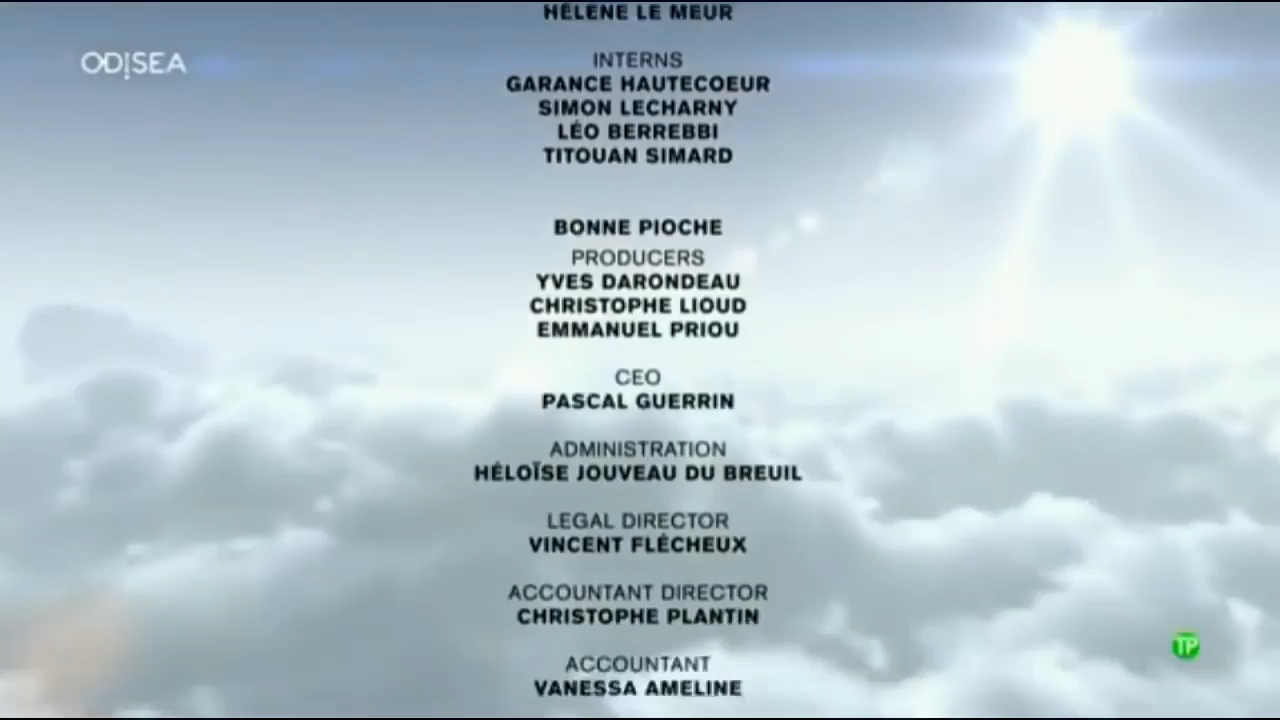 HÉLÈNE LE MEUR
ODISEA
INTERNS
GARANCE HAUTECOEUR
SIMON LECHARNY
LÉO BERREBBI
TITOUAN SIMARD
BONNE PIOCHE
PRODUCERS
YVES DARONDEAU
CHRISTOPHE LIOUD
EMMANUEL PRIOU
CEO
PASCAL GUERRIN
ADMINISTRATION
HÉLOÏSE JOUVEAU DU BREUIL
LEGAL DIRECTOR
VINCENT FLÉCHEUX
ACCOUNTANT DIRECTOR
CHRISTOPHE PLANTIN
TP
ACCOUNTANT
VANESSA AMELINE